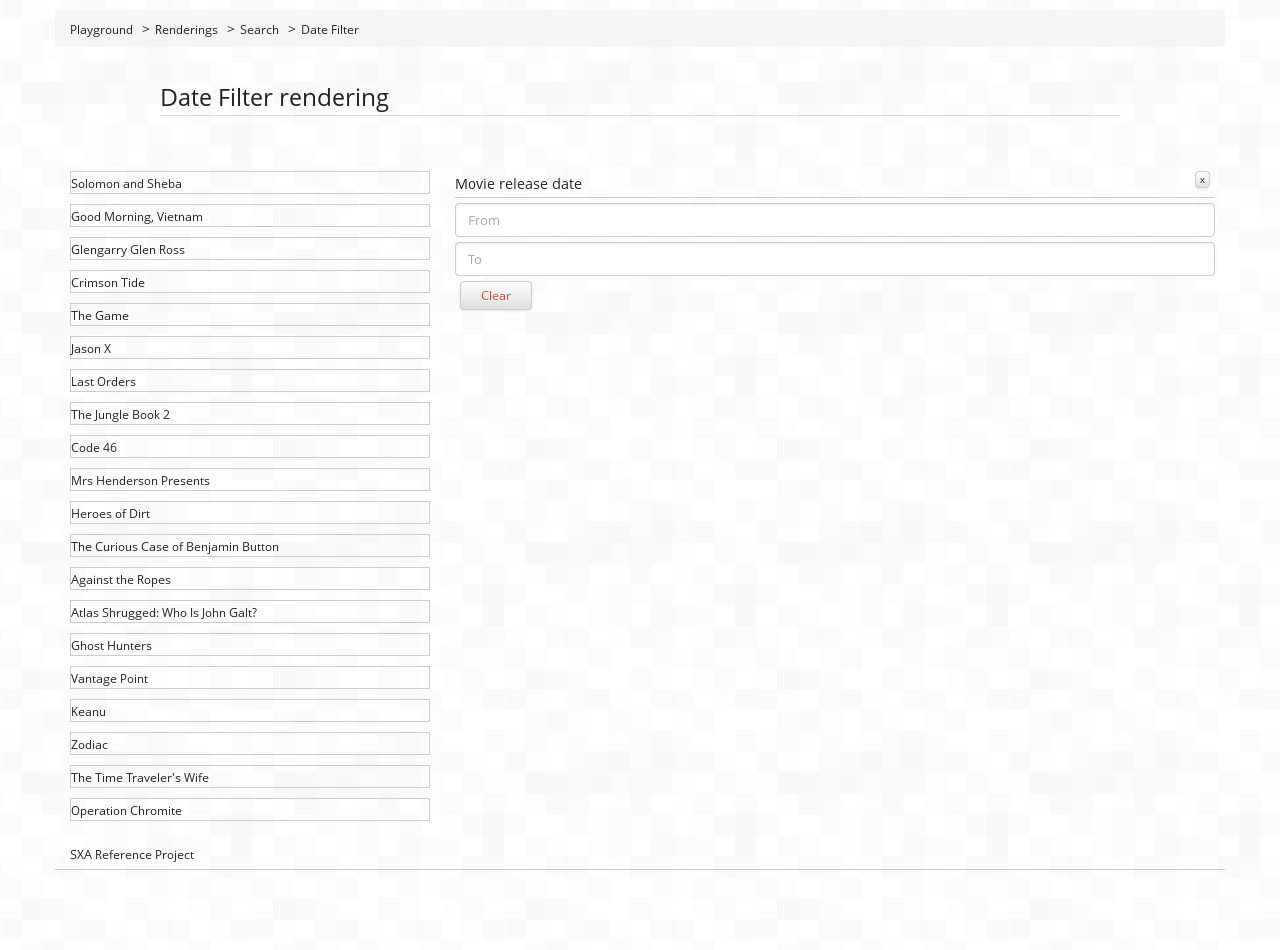 Playground > Renderings > Search > Date Filter
Date Filter rendering
Solomon and Sheba
Good Morning, Vietnam
Glengarry Glen Ross
Crimson Tide
The Game
Jason X
Last Orders
The Jungle Book 2
Code 46
Mrs Henderson Presents
Heroes of Dirt
The Curious Case of Benjamin Button
Against the Ropes
Atlas Shrugged: Who Is John Galt?
Ghost Hunters
Vantage Point
Keanu
Zodiac
The Time Traveler's Wife
Operation Chromite
Movie release date x
From
To
Clear
SXA Reference Project